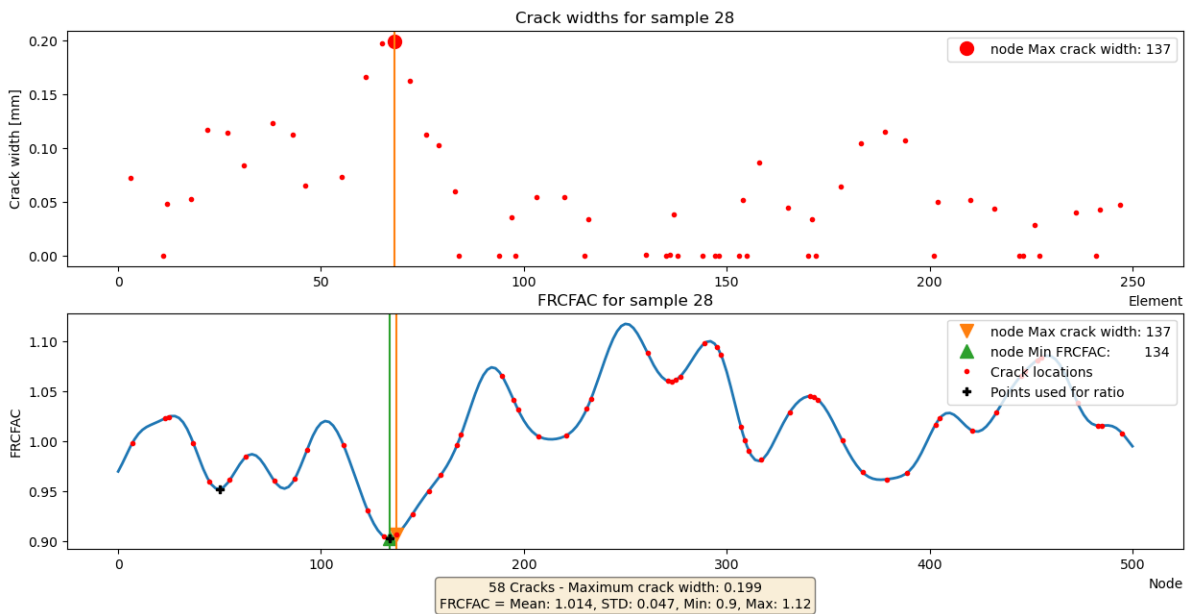 Crack widths for sample 28
0.20
node Max crack width: 137
0.15
Crack width [mm]
0.10
0.05
0.00
0 50 100 150 200 250
Element
FRCFAC for sample 28
1.10
node Max crack width: 137
node Min FRCFAC: 134
Crack locations
Points used for ratio
1.05
FRCFAC
1.00
0.95
0.90
0 100 200 300 400 500
Node
58 Cracks - Maximum crack width: 0.199
FRCFAC = Mean: 1.014, STD: 0.047, Min: 0.9, Max: 1.12